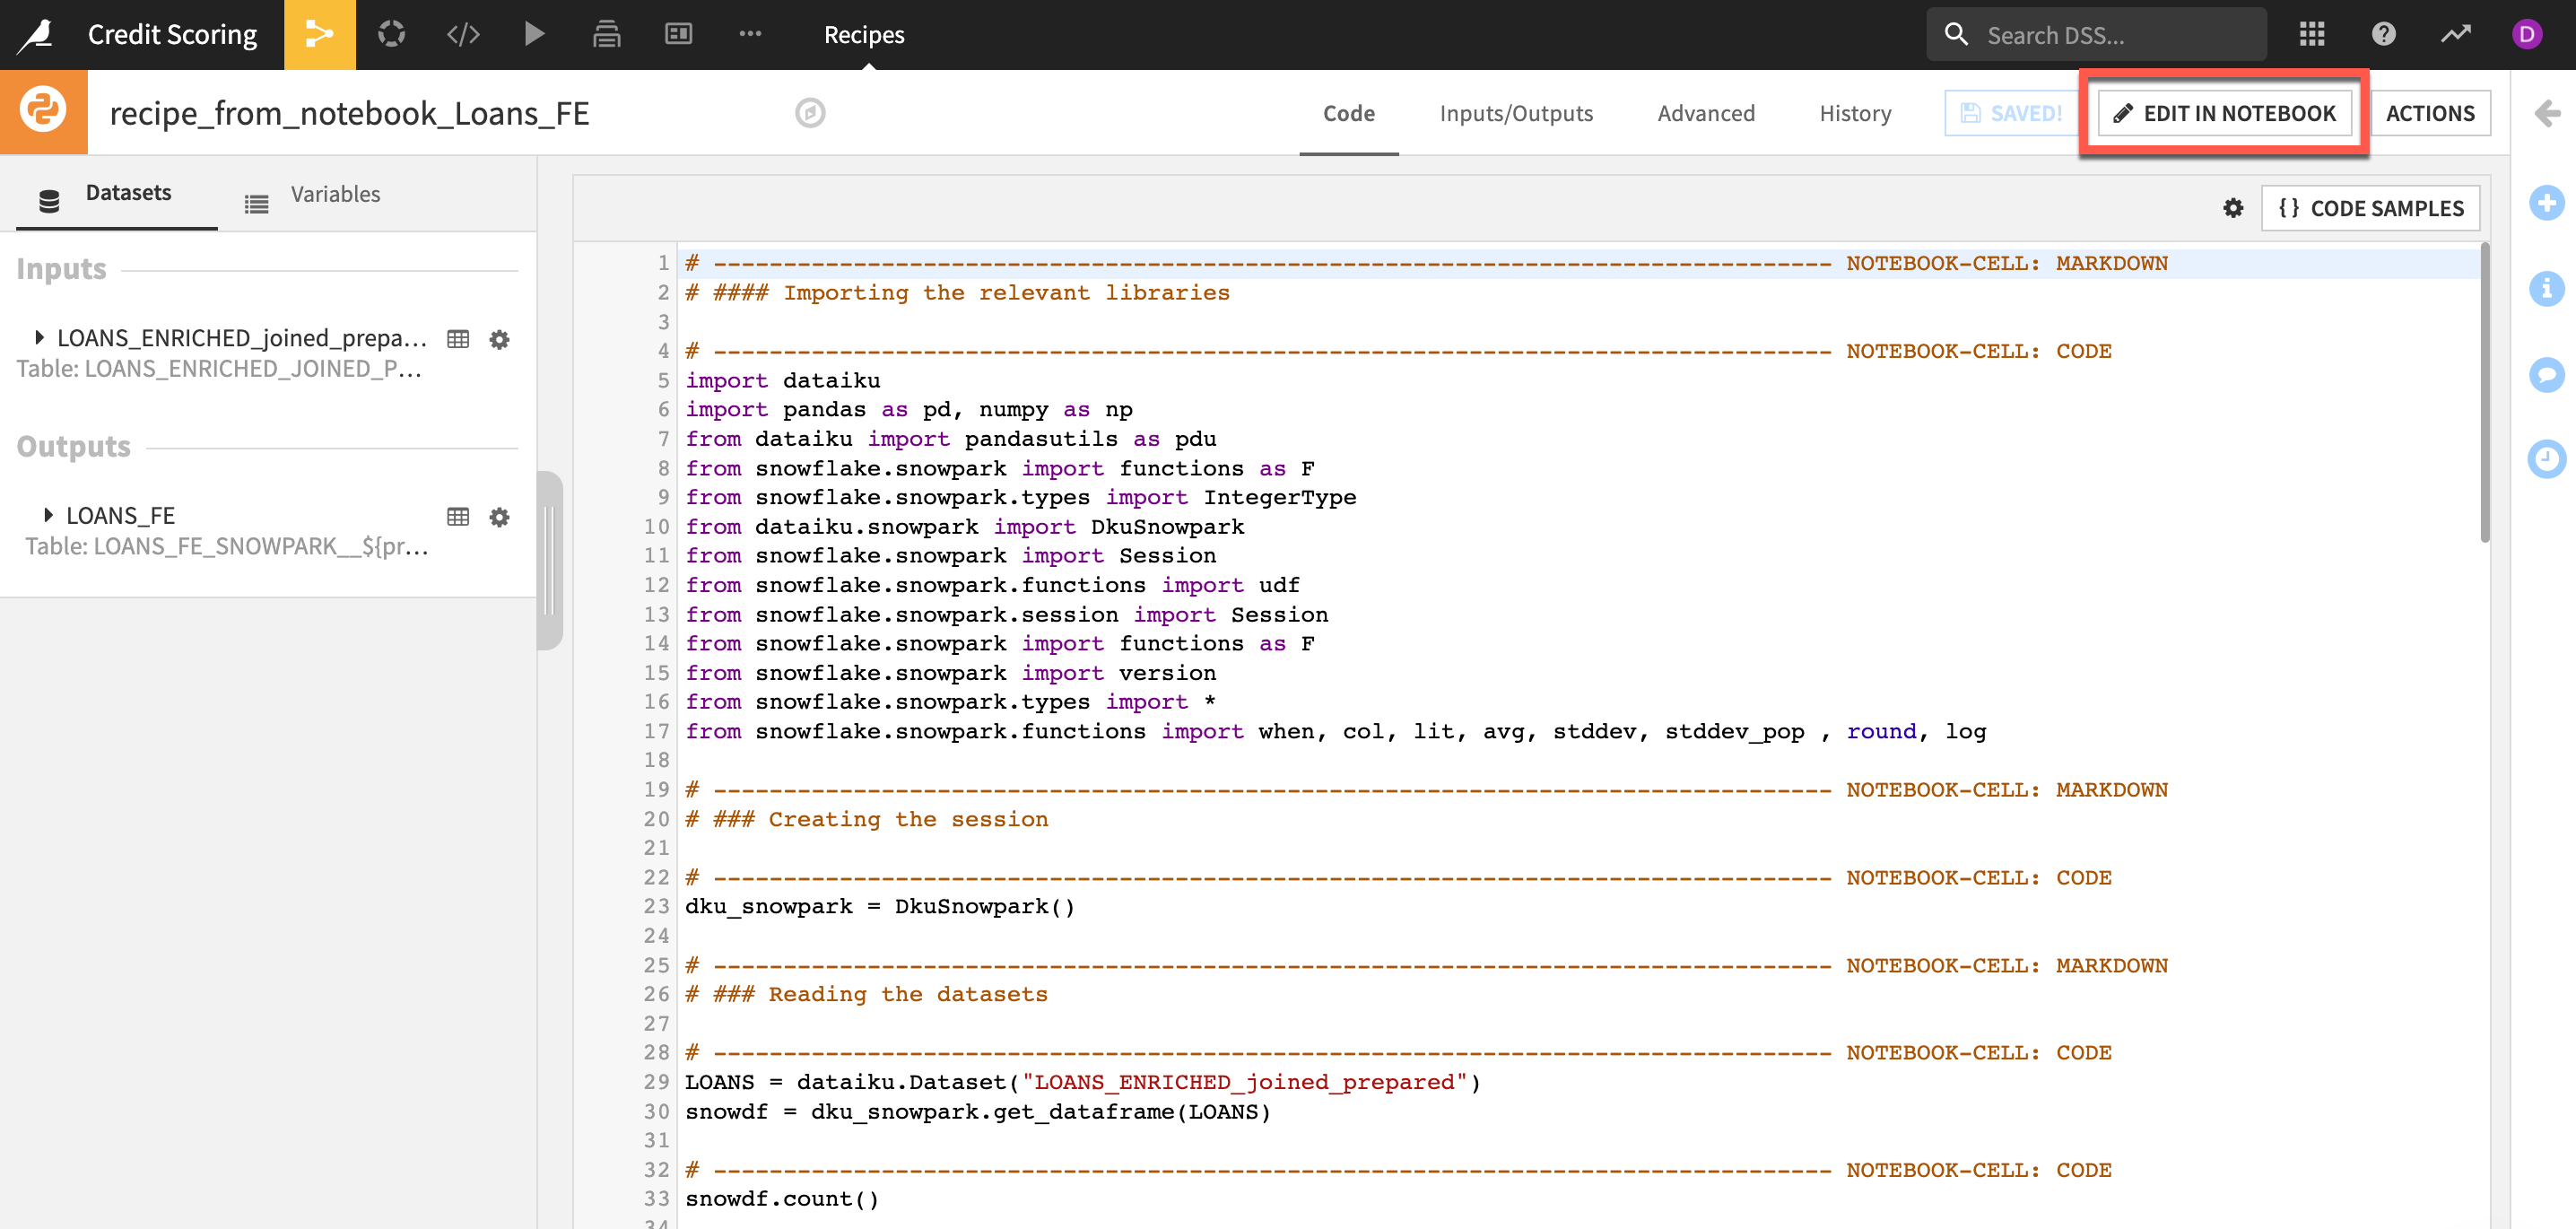 Credit Scoring
Recipes
Search DSS...
D
recipe_from_notebook_Loans_FE
Code
Inputs/Outputs
Advanced
History
SAVED!
EDIT IN NOTEBOOK
ACTIONS
Datasets
Variables
{ } CODE SAMPLES
Inputs
LOANS_ENRICHED_joined_prepa...
Table: LOANS_ENRICHED_JOINED_P...
Outputs
LOANS_FE
Table: LOANS_FE_SNOWPARK__${pr...
1 # -------------------------------------------------------------------------------- NOTEBOOK-CELL: MARKDOWN
2 # #### Importing the relevant libraries
3
4 # -------------------------------------------------------------------------------- NOTEBOOK-CELL: CODE
5 import dataiku
6 import pandas as pd, numpy as np
7 from dataiku import pandasutils as pdu
8 from snowflake.snowpark import functions as F
9 from snowflake.snowpark.types import IntegerType
10 from dataiku.snowpark import DkuSnowpark
11 from snowflake.snowpark import Session
12 from snowflake.snowpark.functions import udf
13 from snowflake.snowpark.session import Session
14 from snowflake.snowpark import functions as F
15 from snowflake.snowpark import version
16 from snowflake.snowpark.types import *
17 from snowflake.snowpark.functions import when, col, lit, avg, stddev, stddev_pop , round, log
18
19 # -------------------------------------------------------------------------------- NOTEBOOK-CELL: MARKDOWN
20 # ### Creating the session
21
22 # -------------------------------------------------------------------------------- NOTEBOOK-CELL: CODE
23 dku_snowpark = DkuSnowpark()
24
25 # -------------------------------------------------------------------------------- NOTEBOOK-CELL: MARKDOWN
26 # ### Reading the datasets
27
28 # -------------------------------------------------------------------------------- NOTEBOOK-CELL: CODE
29 LOANS = dataiku.Dataset("LOANS_ENRICHED_joined_prepared")
30 snowdf = dku_snowpark.get_dataframe(LOANS)
31
32 # -------------------------------------------------------------------------------- NOTEBOOK-CELL: CODE
33 snowdf.count()
34